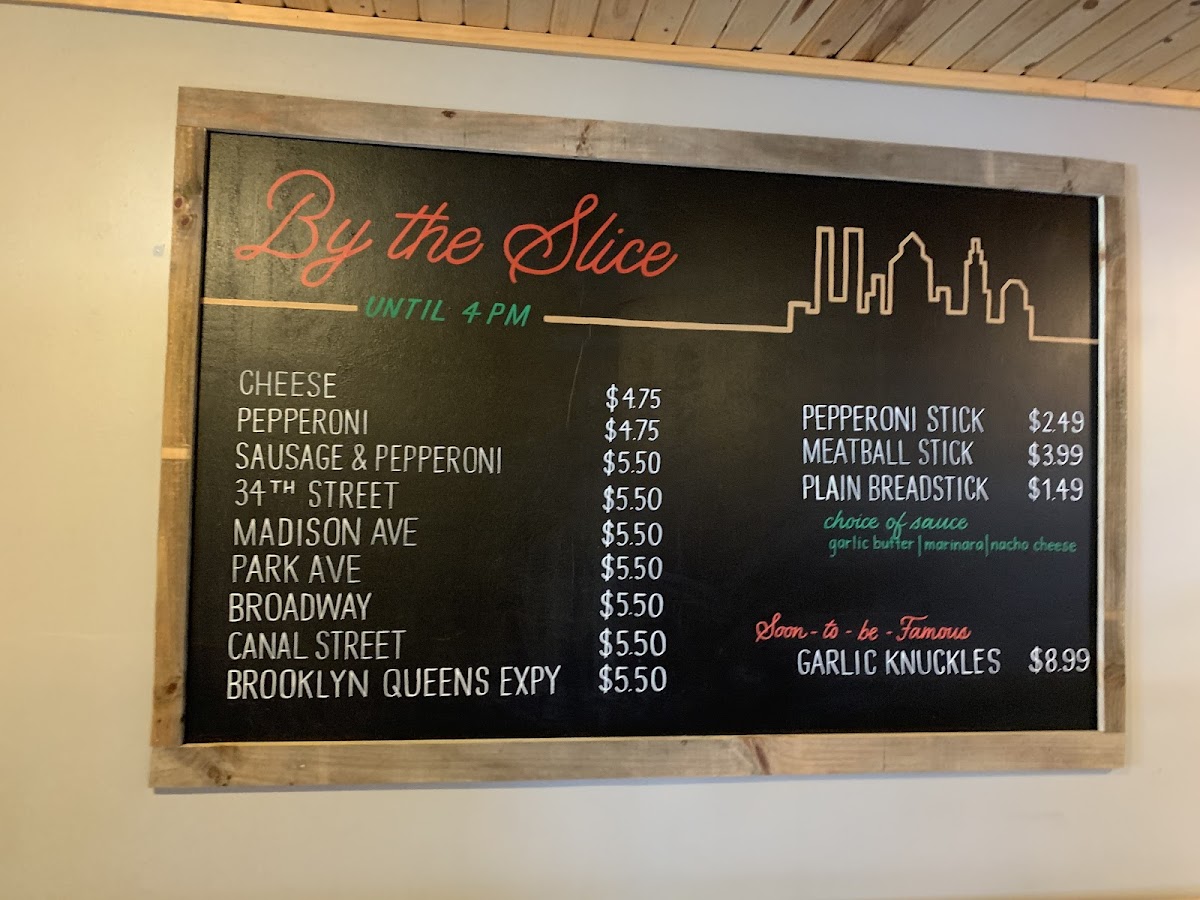 By the Slice
UNTIL 4 PM
CHEESE $4.75
PEPPERONI $4.75
SAUSAGE & PEPPERONI $5.50
34TH STREET $5.50
MADISON AVE $5.50
PARK AVE $5.50
BROADWAY $5.50
CANAL STREET $5.50
BROOKLYN QUEENS EXPY $5.50
PEPPERONI STICK $2.49
MEATBALL STICK $3.99
PLAIN BREADSTICK $1.49
choice of sauce
garlic butter|marinara|nacho cheese
Soon-to-be-Famous
GARLIC KNUCKLES $8.99